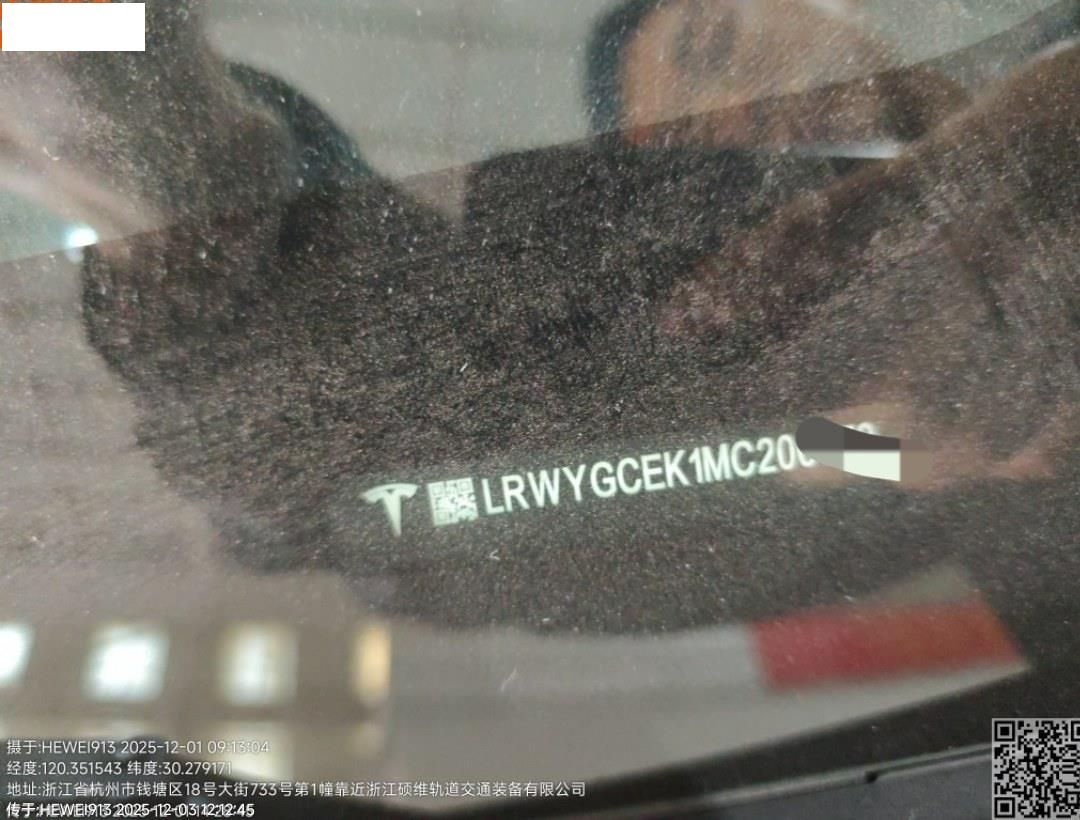 LRWYGCEK1MC20
摄于:HEWEI913 2025-12-01 09:13:04
经度:120.351543 纬度:30.279171
地址:浙江省杭州市钱塘区18号大街733号第1幢靠近浙江硕维轨道交通装备有限公司
传于:HEWEI913 2025-12-03 12:12:45